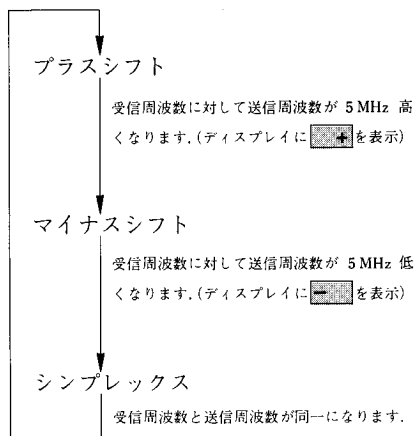 プラスシフト
受信周波数に対して送信周波数が 5 MHz 高
くなります.(ディスプレイに + を表示)
マイナスシフト
受信周波数に対して送信周波数が 5 MHz 低
くなります.(ディスプレイに − を表示)
シンプレックス
受信周波数と送信周波数が同一になります.